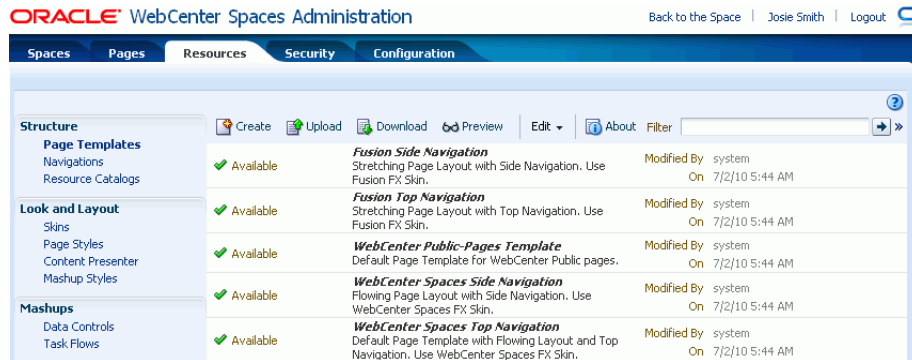 ORACLE WebCenter Spaces Administration
Back to the Space
Josie Smith
Logout
Spaces
Pages
Resources
Security
Configuration
Structure
Page Templates
Navigations
Resource Catalogs
Look and Layout
Skins
Page Styles
Content Presenter
Mashup Styles
Mashups
Data Controls
Task Flows
Create
Upload
Download
Preview
Edit
About
Filter
Available
Fusion Side Navigation
Stretching Page Layout with Side Navigation. Use
Fusion FX Skin.
Modified By system
On 7/2/10 5:44 AM
Available
Fusion Top Navigation
Stretching Page Layout with Top Navigation. Use
Fusion FX Skin.
Modified By system
On 7/2/10 5:44 AM
Available
WebCenter Public-Pages Template
Default Page Template for WebCenter Public pages.
Modified By system
On 7/2/10 5:44 AM
Available
WebCenter Spaces Side Navigation
Flowing Page Layout with Side Navigation. Use
WebCenter Spaces FX Skin.
Modified By system
On 7/2/10 5:44 AM
Available
WebCenter Spaces Top Navigation
Default Page Template with Flowing Layout and Top
Navigation. Use WebCenter Spaces FX Skin.
Modified By system
On 7/2/10 5:44 AM